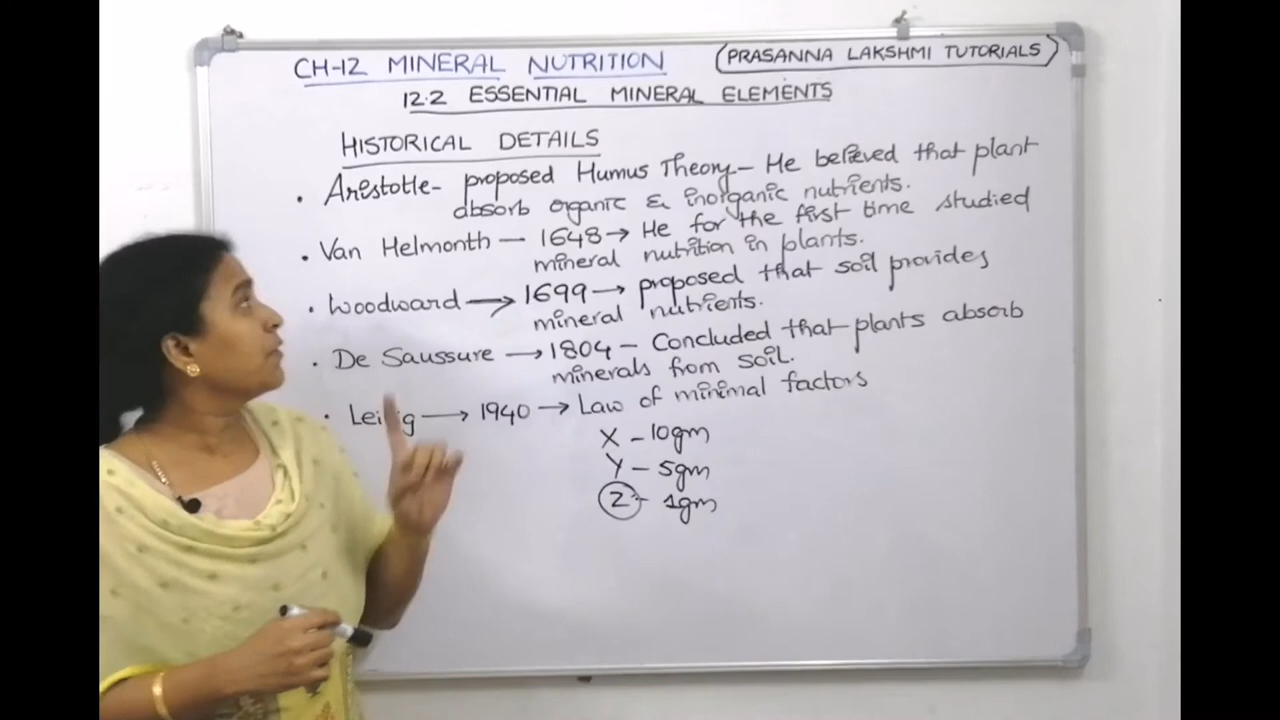 CH-12 MINERAL NUTRITION
PRASANNA LAKSHMI TUTORIALS
12.2 ESSENTIAL MINERAL ELEMENTS
HISTORICAL DETAILS
• Aristotle- proposed Humus Theory- He believed that plant
absorb organic & inorganic nutrients.
• Van Helmonth - 1648 → He for the first time studied
mineral nutrition in plants.
• Woodward → 1699 → proposed that soil provides
mineral nutrients.
• De Saussure → 1804 - Concluded that plants absorb
minerals from soil.
• → 1940 → Law of minimal factors
X - 10gm
Y - 5gm
Z - 1gm